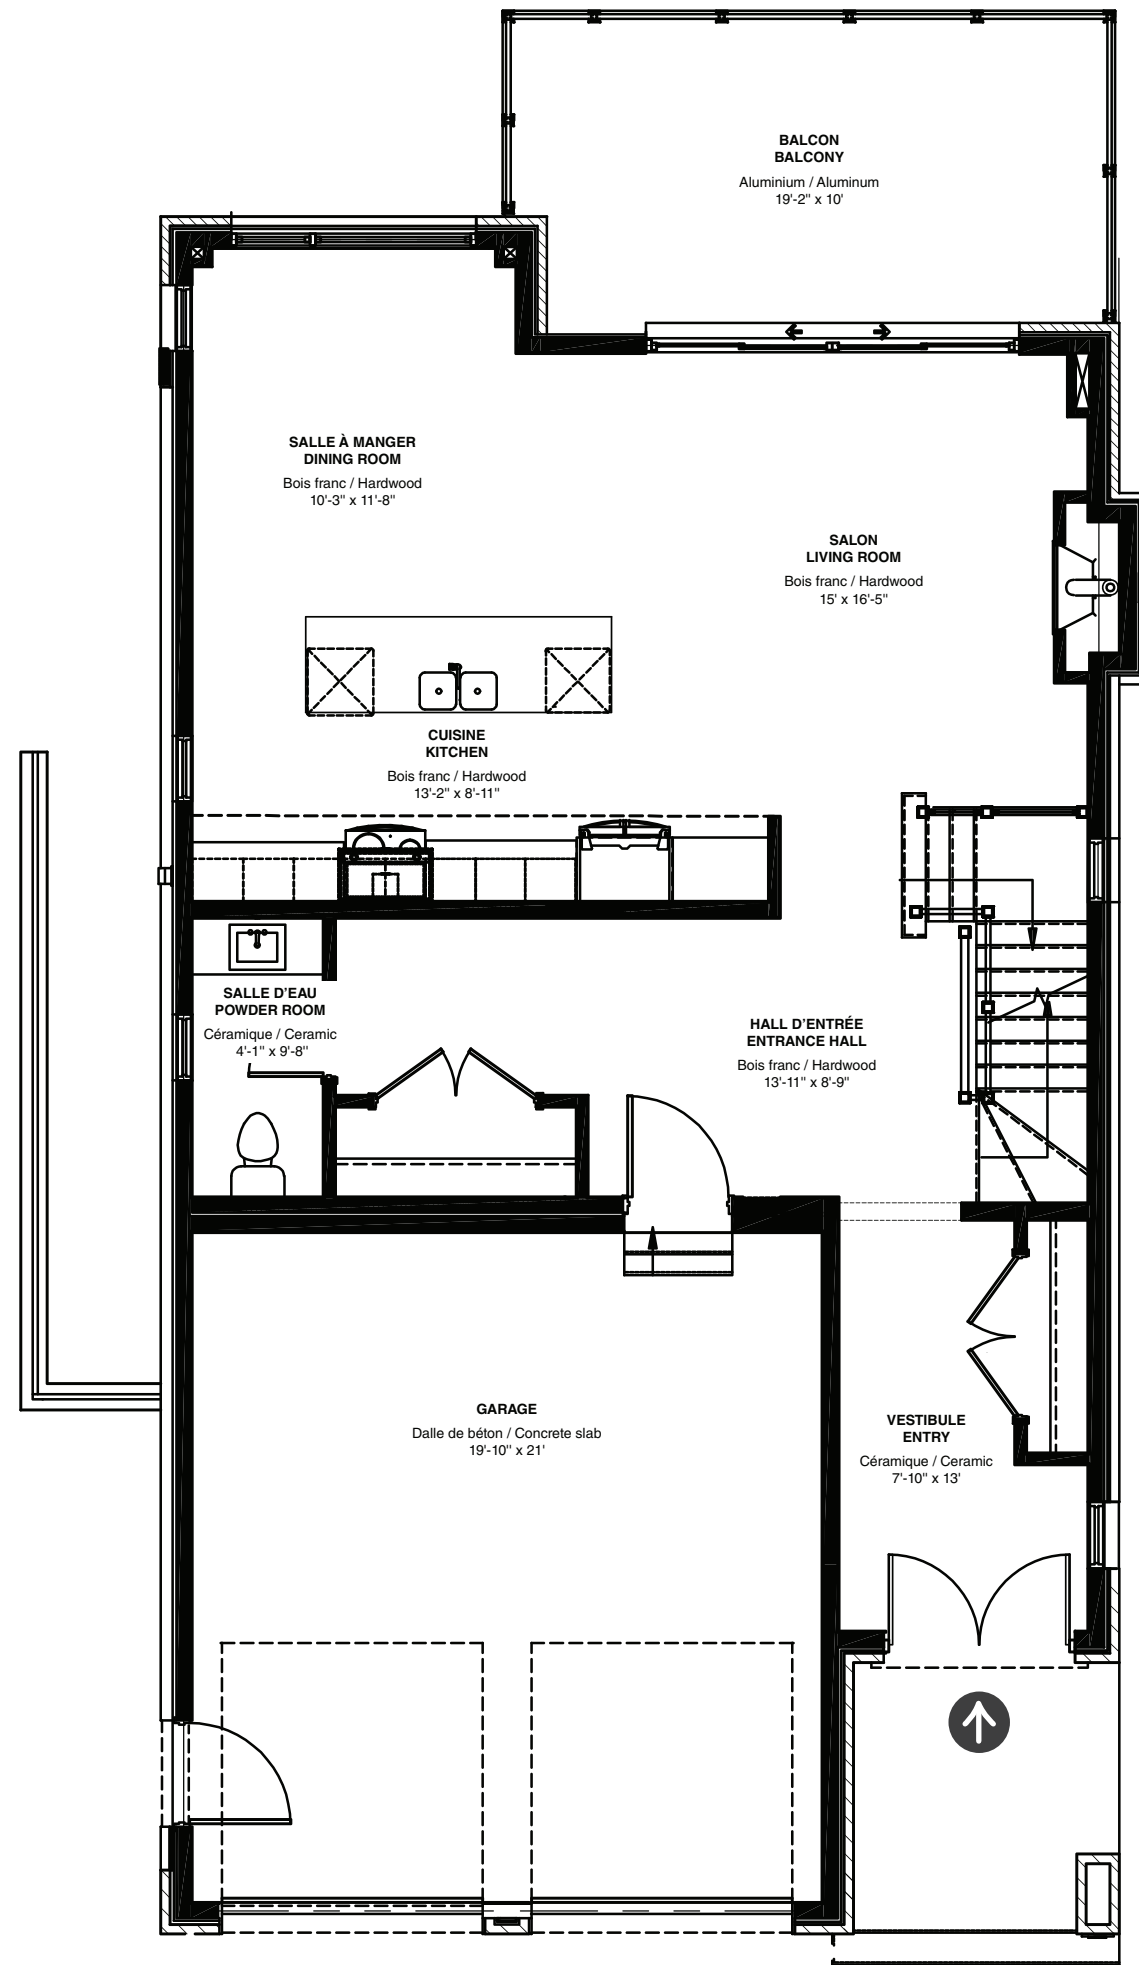 BALCON
BALCONY
Aluminium / Aluminum
19'-2" x 10'
SALLE À MANGER
DINING ROOM
Bois franc / Hardwood
10'-3" x 11'-8"
SALON
LIVING ROOM
Bois franc / Hardwood
15' x 16'-5"
CUISINE
KITCHEN
Bois franc / Hardwood
13'-2" x 8'-11"
SALLE D'EAU
POWDER ROOM
Céramique / Ceramic
4'-1" x 9'-8"
HALL D'ENTRÉE
ENTRANCE HALL
Bois franc / Hardwood
13'-11" x 8'-9"
GARAGE
Dalle de béton / Concrete slab
19'-10" x 21'
VESTIBULE
ENTRY
Céramique / Ceramic
7'-10" x 13'